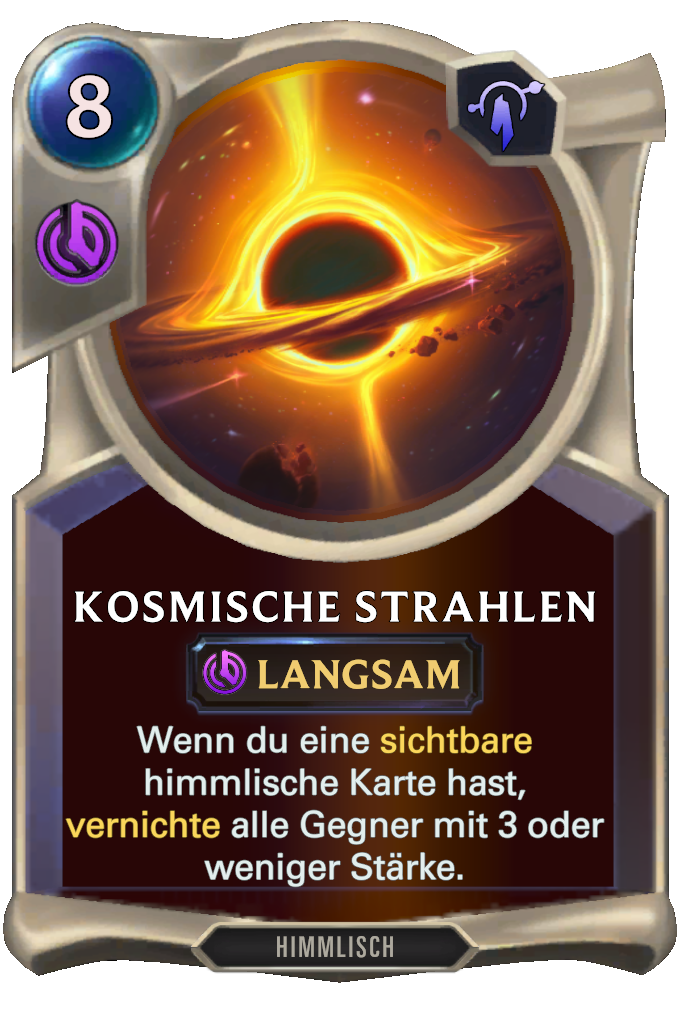 8
KOSMISCHE STRAHLEN
LANGSAM
Wenn du eine sichtbare
himmlische Karte hast,
vernichte alle Gegner mit 3 oder
weniger Stärke.
HIMMLISCH